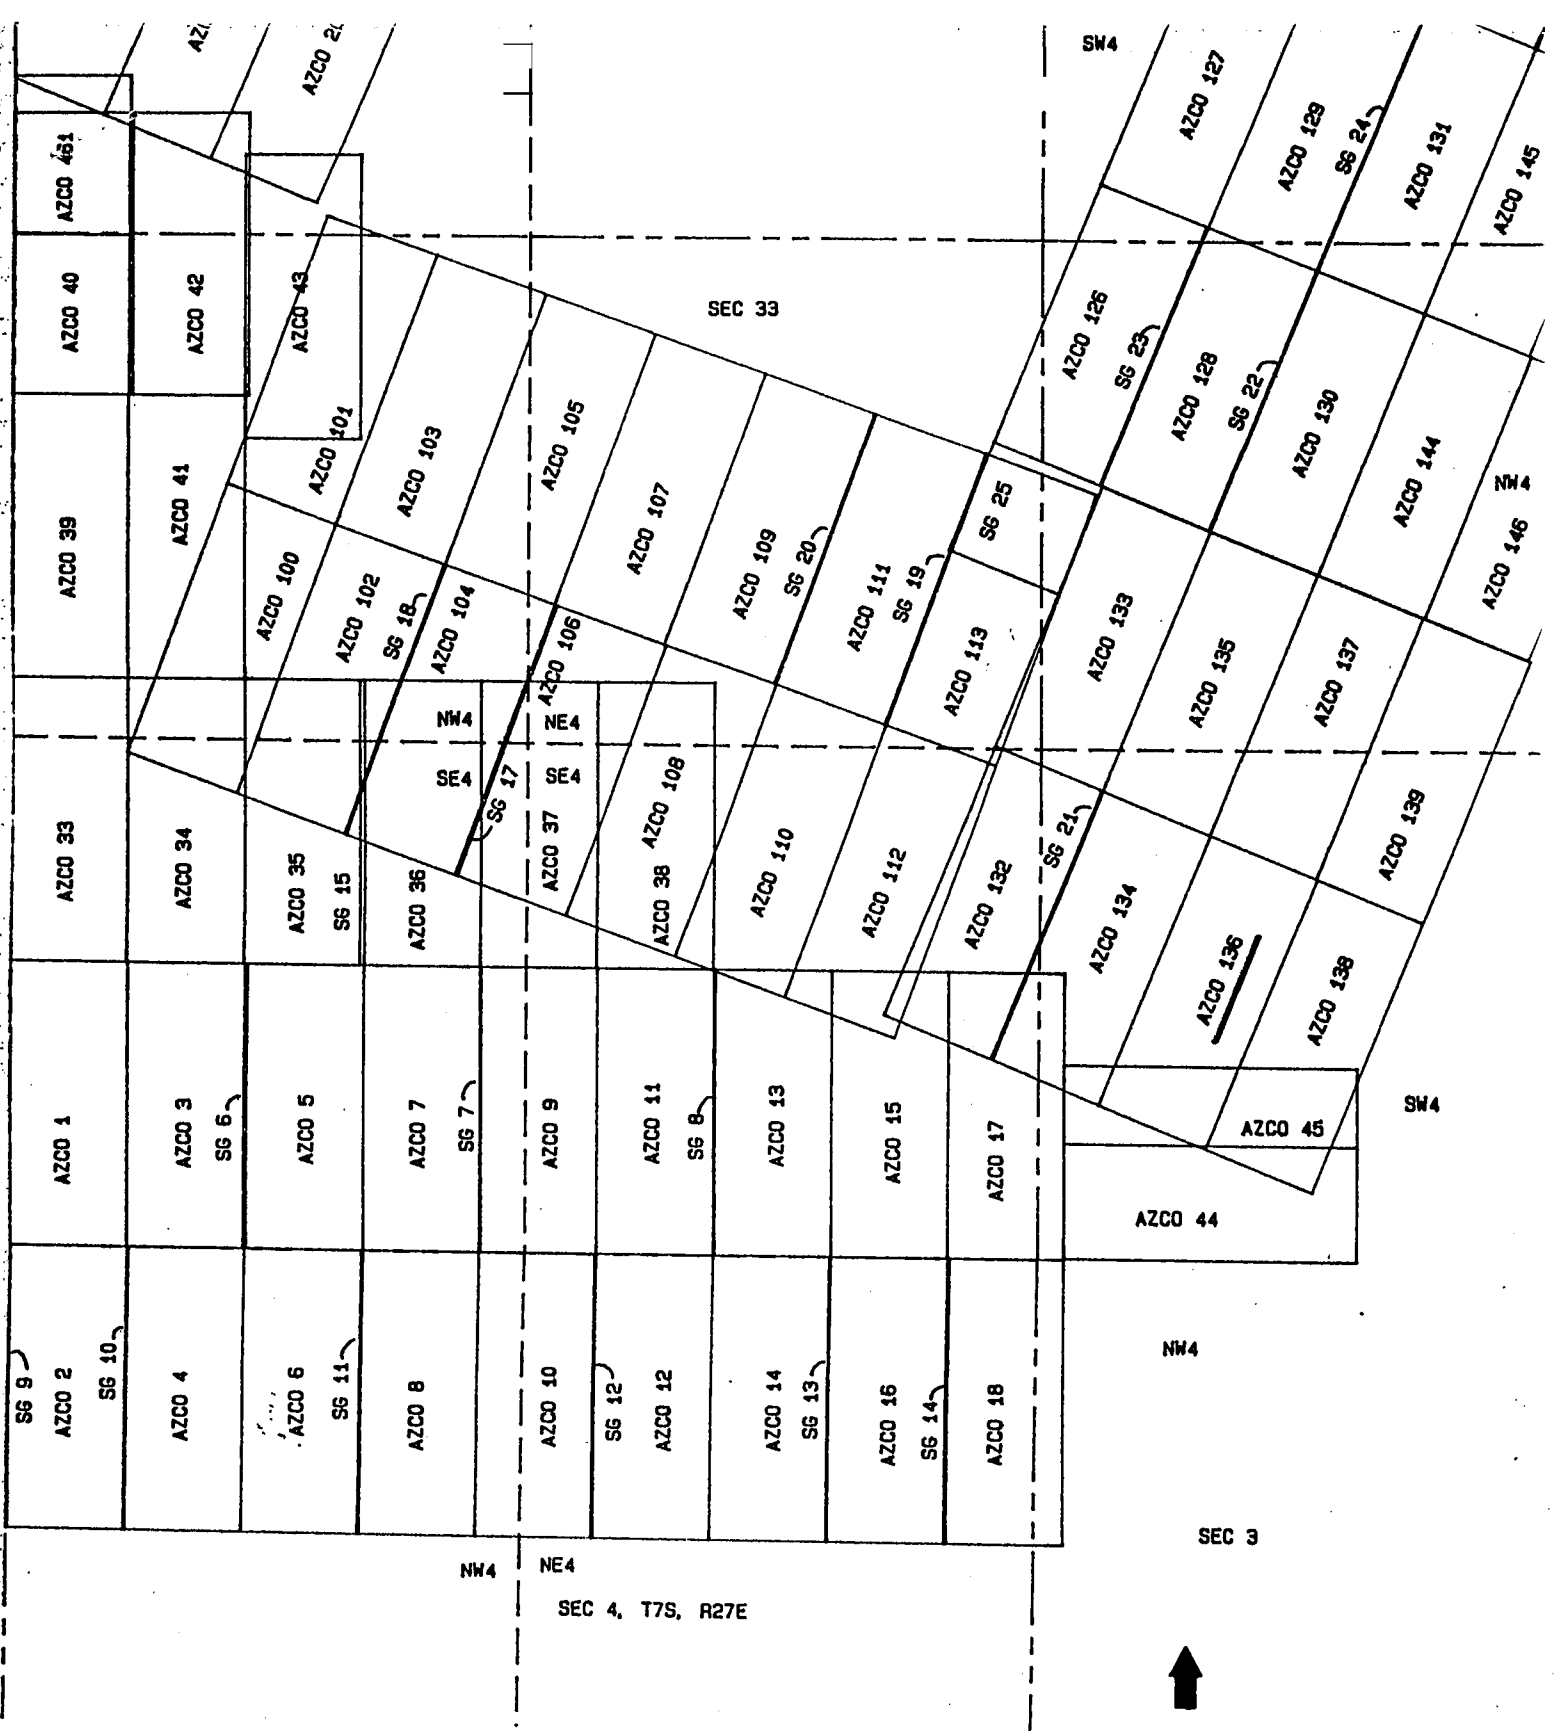 SW4
AZCO 127
AZCO 129
SG 24
AZCO 131
AZCO 145
AZCO 461
AZCO 40
AZCO 42
AZCO 43
SEC 33
AZCO 126
SG 23
AZCO 128
SG 22
AZCO 130
AZCO 144
NW4
AZCO 146
AZCO 39
AZCO 41
AZCO 101
AZCO 103
AZCO 105
AZCO 107
AZCO 109
SG 20
AZCO 111
SG 19
SG 25
AZCO 100
AZCO 102
SG 18
AZCO 104
AZCO 106
AZCO 113
AZCO 133
AZCO 135
AZCO 137
NW4
NE4
SE4
SE4
SG 17
AZCO 33
AZCO 34
AZCO 35
SG 15
AZCO 36
AZCO 37
AZCO 38
AZCO 108
AZCO 110
AZCO 112
AZCO 132
SG 21
AZCO 134
AZCO 136
AZCO 138
AZCO 139
AZCO 1
AZCO 3
SG 6
AZCO 5
AZCO 7
SG 7
AZCO 9
AZCO 11
SG 8
AZCO 13
AZCO 15
AZCO 17
AZCO 45
SW4
AZCO 44
SG 9
AZCO 2
SG 10
AZCO 4
AZCO 6
SG 11
AZCO 8
AZCO 10
SG 12
AZCO 12
AZCO 14
SG 13
AZCO 16
SG 14
AZCO 18
NW4
SEC 3
NW4
NE4
SEC 4, T7S, R27E